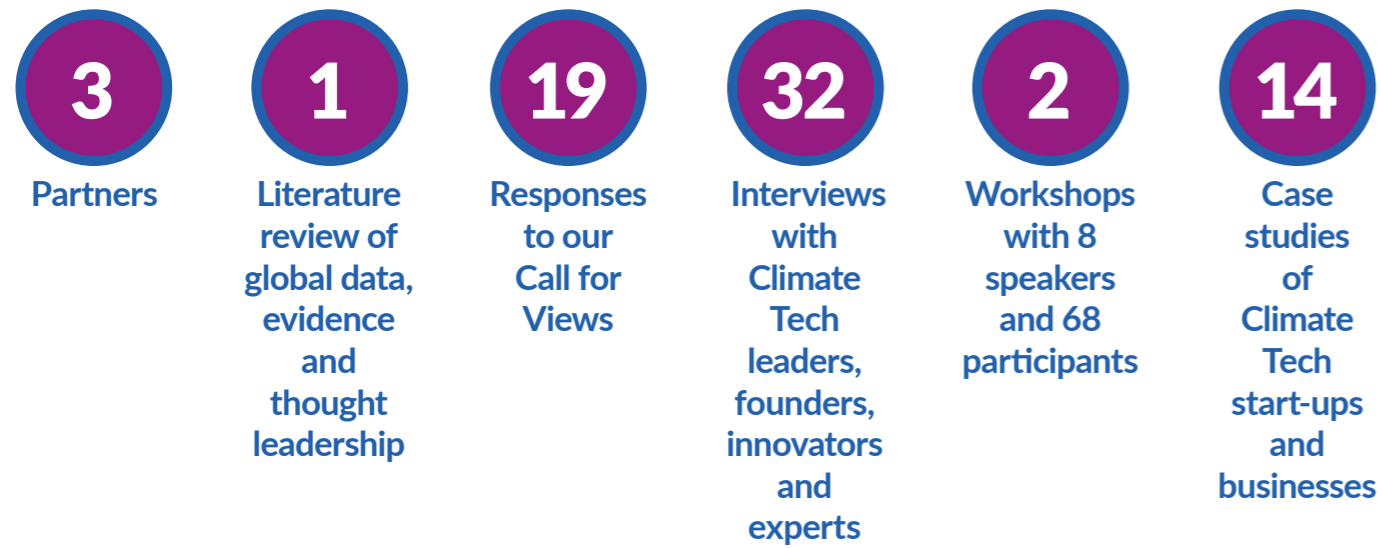 3
Partners
1
Literature
review of
global data,
evidence
and
thought
leadership
19
Responses
to our
Call for
Views
32
Interviews
with
Climate
Tech
leaders,
founders,
innovators
and
experts
2
Workshops
with 8
speakers
and 68
participants
14
Case
studies
of
Climate
Tech
start-ups
and
businesses